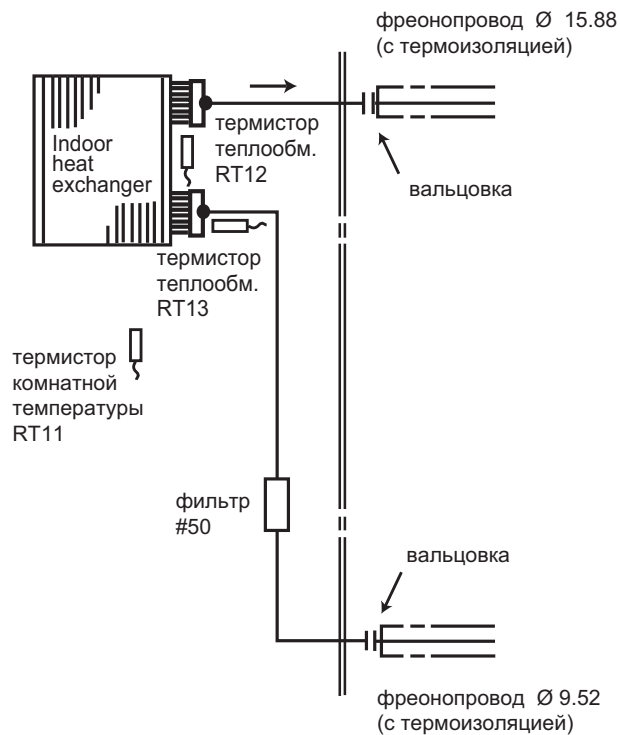 фреонопровод Ø 15.88
(с термоизоляцией)
Indoor
heat
exchanger
термистор
теплообм.
RT12
вальцовка
термистор
теплообм.
RT13
термистор
комнатной
температуры
RT11
фильтр
#50
вальцовка
фреонопровод Ø 9.52
(с термоизоляцией)